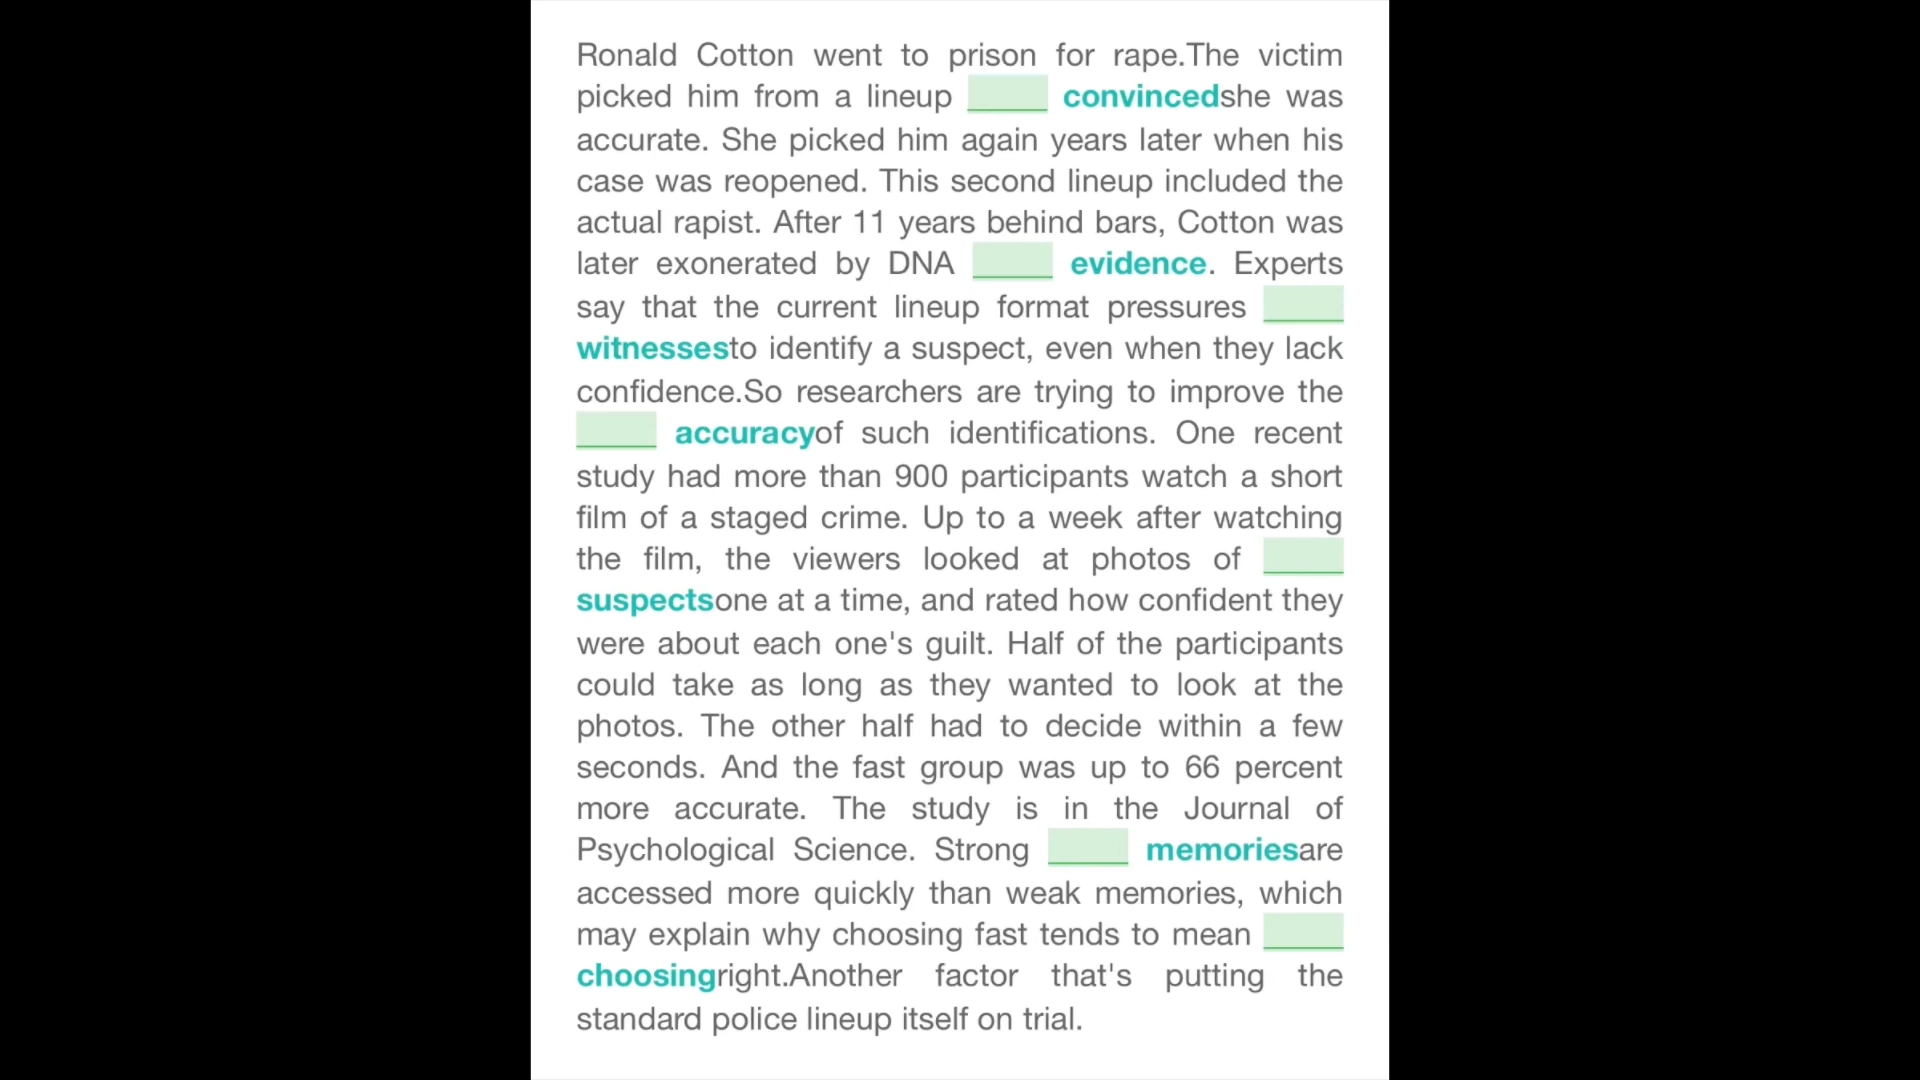 Ronald Cotton went to prison for rape.The victim
picked him from a lineup convincedshe was
accurate. She picked him again years later when his
case was reopened. This second lineup included the
actual rapist. After 11 years behind bars, Cotton was
later exonerated by DNA evidence. Experts
say that the current lineup format pressures
witnessesto identify a suspect, even when they lack
confidence.So researchers are trying to improve the
accuracyof such identifications. One recent
study had more than 900 participants watch a short
film of a staged crime. Up to a week after watching
the film, the viewers looked at photos of
suspectsone at a time, and rated how confident they
were about each one's guilt. Half of the participants
could take as long as they wanted to look at the
photos. The other half had to decide within a few
seconds. And the fast group was up to 66 percent
more accurate. The study is in the Journal of
Psychological Science. Strong memoriesare
accessed more quickly than weak memories, which
may explain why choosing fast tends to mean
choosingright.Another factor that's putting the
standard police lineup itself on trial.